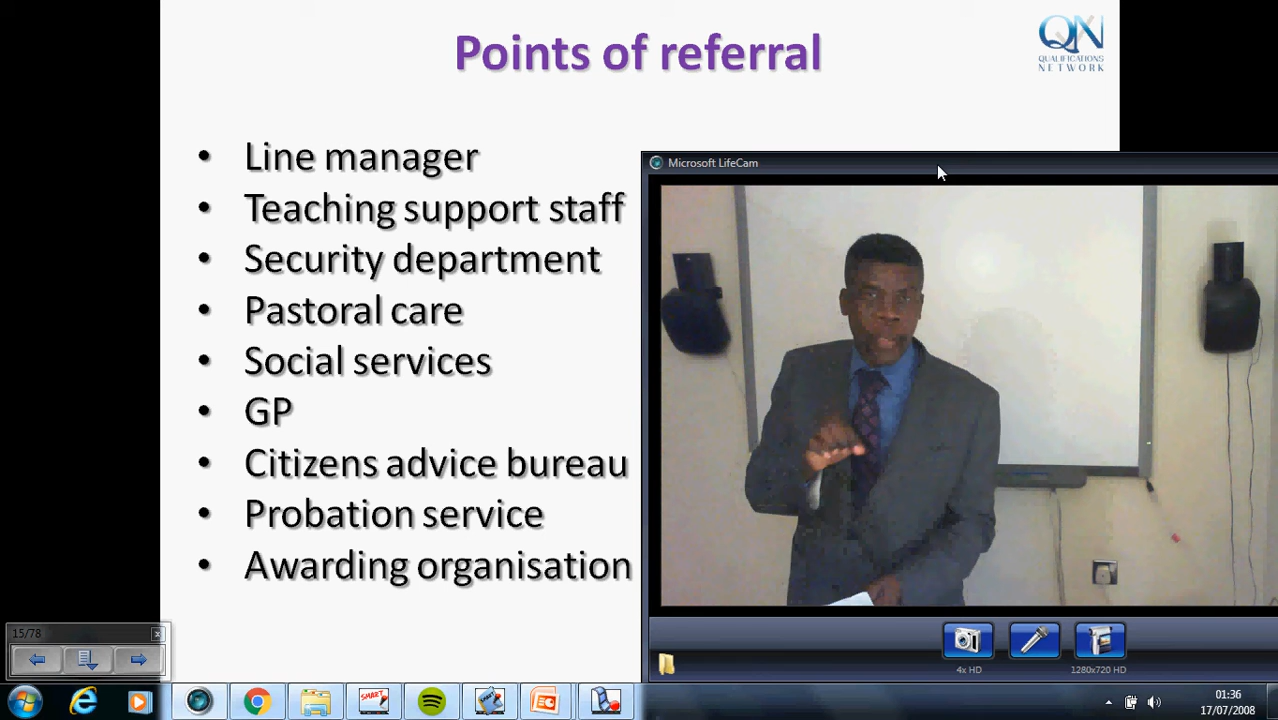 Points of referral
QN
QUALIFICATIONS
NETWORK
• Line manager
• Teaching support staff
• Security department
• Pastoral care
• Social services
• GP
• Citizens advice bureau
• Probation service
• Awarding organisation
Microsoft LifeCam
4x HD
1280x720 HD
15/78
x
SMART
01:36
17/07/2008